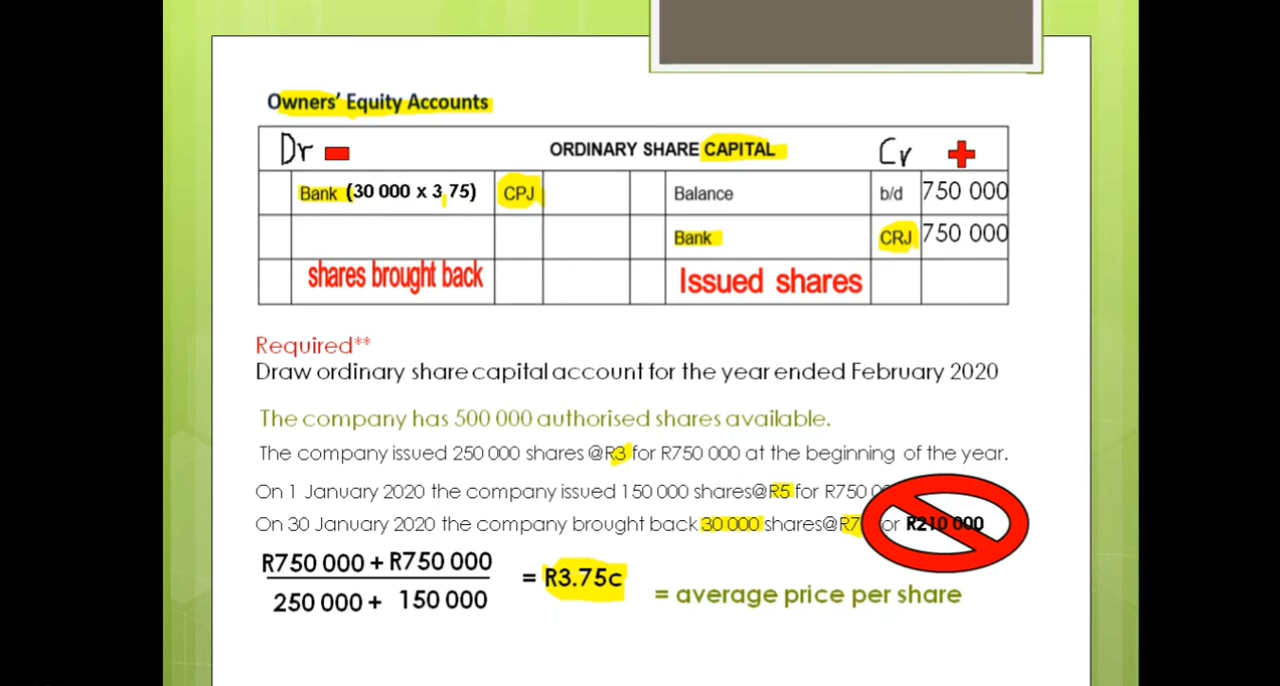 Owners' Equity Accounts
Dr - ORDINARY SHARE CAPITAL Cr +
Bank (30 000 x 3,75) CPJ Balance b/d 750 000
Bank CRJ 750 000
shares brought back Issued shares
Required**
Draw ordinary share capital account for the year ended February 2020
The company has 500 000 authorised shares available.
The company issued 250 000 shares @R3 for R750 000 at the beginning of the year.
On 1 January 2020 the company issued 150 000 shares@R5 for R750
On 30 January 2020 the company brought back 30 000 shares@R7 or R210 000
R750 000 + R750 000
= R3.75c
250 000 + 150 000
= average price per share